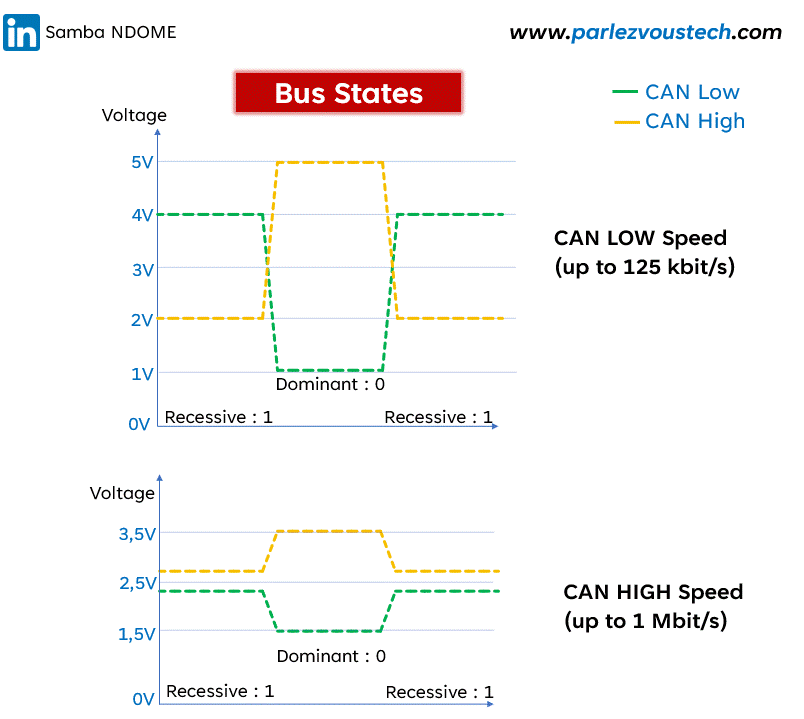 in Samba NDOME
www.parlezvoustech.com
Bus States
CAN Low
CAN High
Voltage
5V
4V
3V
2V
1V
0V
CAN LOW Speed
(up to 125 kbit/s)
Dominant : 0
Recessive : 1
Recessive : 1
Voltage
3,5V
2,5V
1,5V
0V
CAN HIGH Speed
(up to 1 Mbit/s)
Dominant : 0
Recessive : 1
Recessive : 1